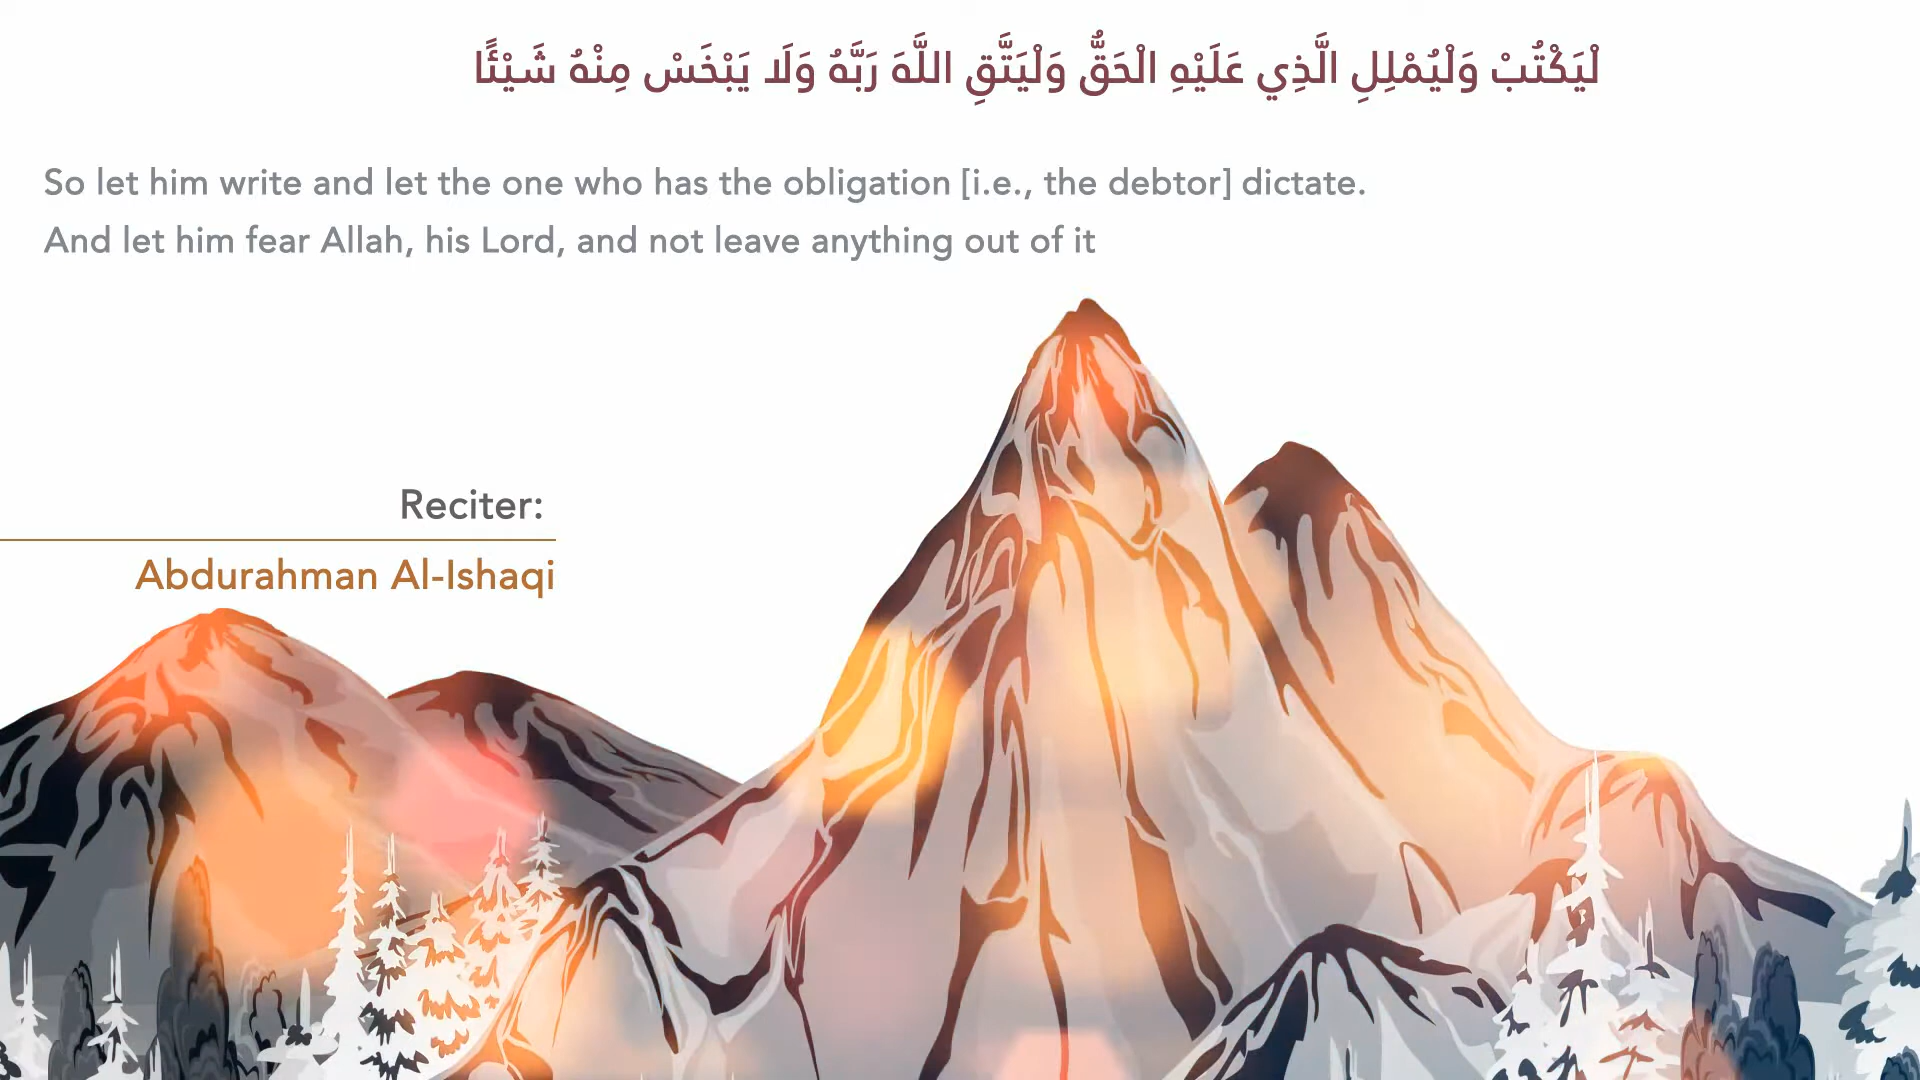 لْيَكْتُبْ وَلْيُمْلِلِ الَّذِي عَلَيْهِ الْحَقُّ وَلْيَتَّقِ اللَّهَ رَبَّهُ وَلَا يَبْخَسْ مِنْهُ شَيْئًا
So let him write and let the one who has the obligation [i.e., the debtor] dictate.
And let him fear Allah, his Lord, and not leave anything out of it
Reciter:
Abdurahman Al-Ishaqi